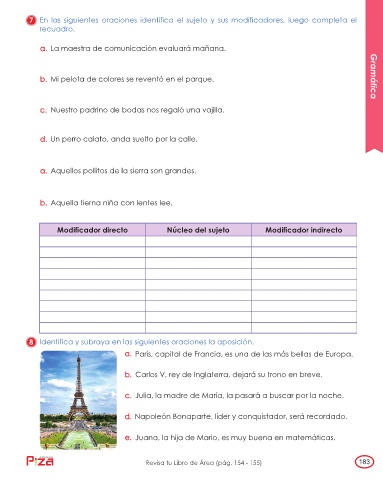 7 En las siguientes oraciones identifica el sujeto y sus modificadores, luego completa el
recuadro.
a. La maestra de comunicación evaluará mañana.
b. Mi pelota de colores se reventó en el parque.
c. Nuestro padrino de bodas nos regaló una vajilla.
d. Un perro calato, anda suelto por la calle.
a. Aquellos pollitos de la sierra son grandes.
b. Aquella tierna niña con lentes lee.
Gramática
Modificador directo Núcleo del sujeto Modificador indirecto
8 Identifica y subraya en las siguientes oraciones la aposición.
a. París, capital de Francia, es una de las más bellas de Europa.
b. Carlos V, rey de Inglaterra, dejará su trono en breve.
c. Julia, la madre de María, la pasará a buscar por la noche.
d. Napoleón Bonaparte, líder y conquistador, será recordado.
e. Juana, la hija de Mario, es muy buena en matemáticas.
Revisa tu Libro de Área (pág. 154 - 155)
183